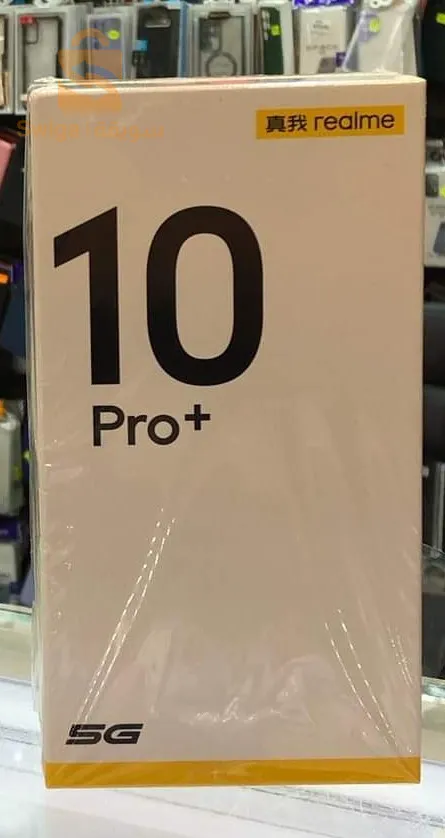 真我 realme
10
Pro+
5G